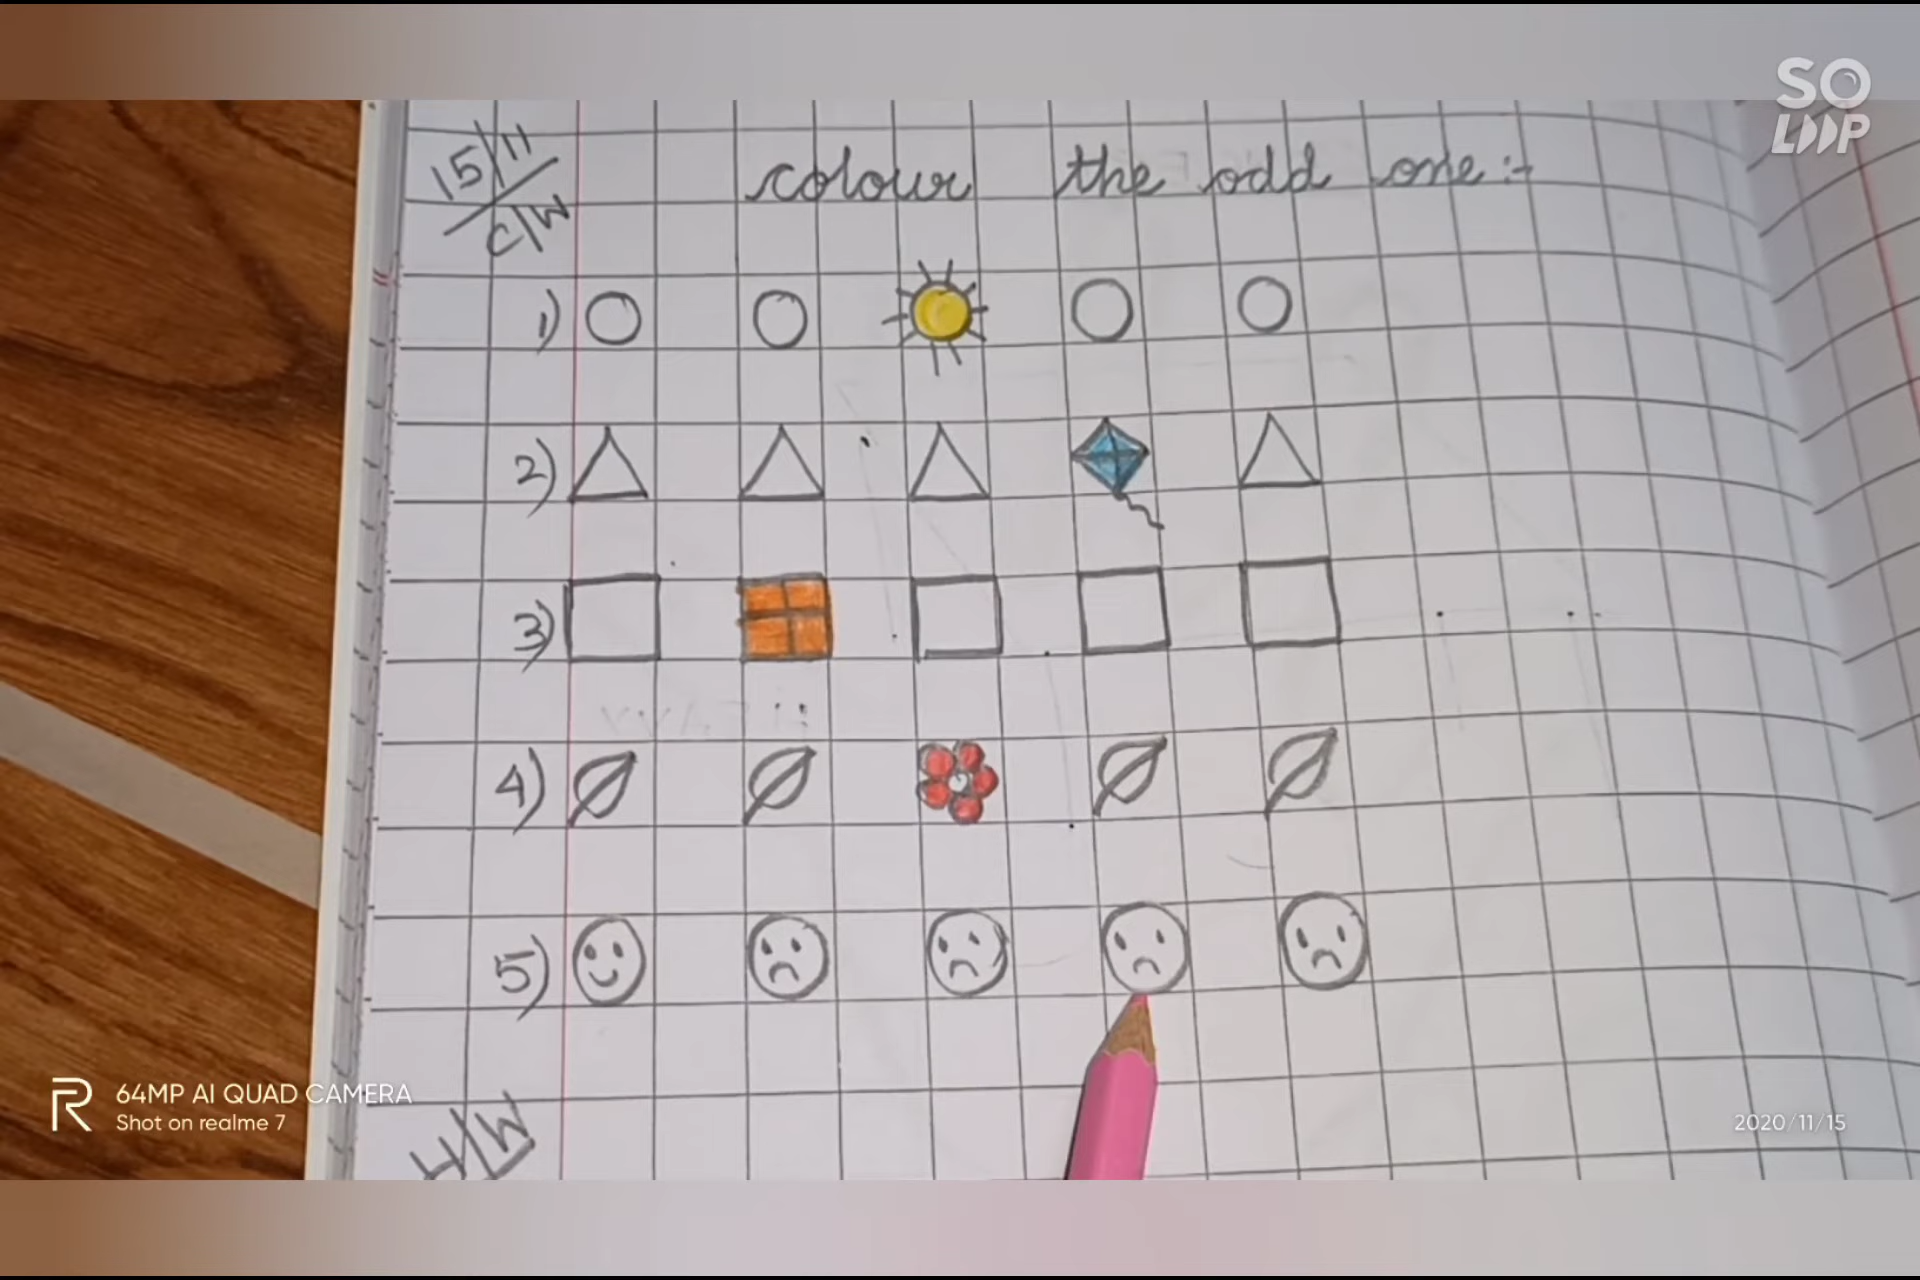 SO
LOOP
15/11
C/W
colour the odd one :-
1)
2)
3)
4)
5)
H/W
64MP AI QUAD CAMERA
Shot on realme 7
2020/11/15